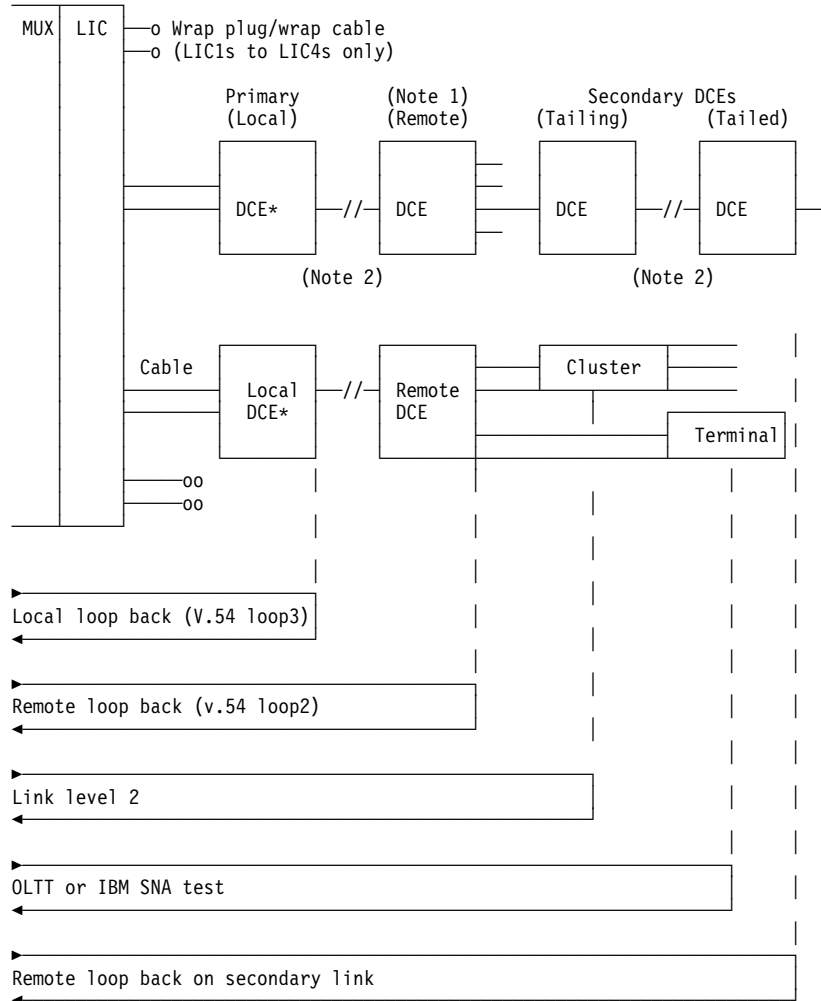 MUX LIC o Wrap plug/wrap cable
o (LIC1s to LIC4s only)
Primary (Note 1) Secondary DCEs
(Local) (Remote) (Tailing) (Tailed)
DCE* // DCE DCE // DCE
(Note 2) (Note 2)
Cable Cluster
Local // Remote
DCE* DCE
Terminal
oo
oo
Local loop back (V.54 loop3)
Remote loop back (v.54 loop2)
Link level 2
OLTT or IBM SNA test
Remote loop back on secondary link